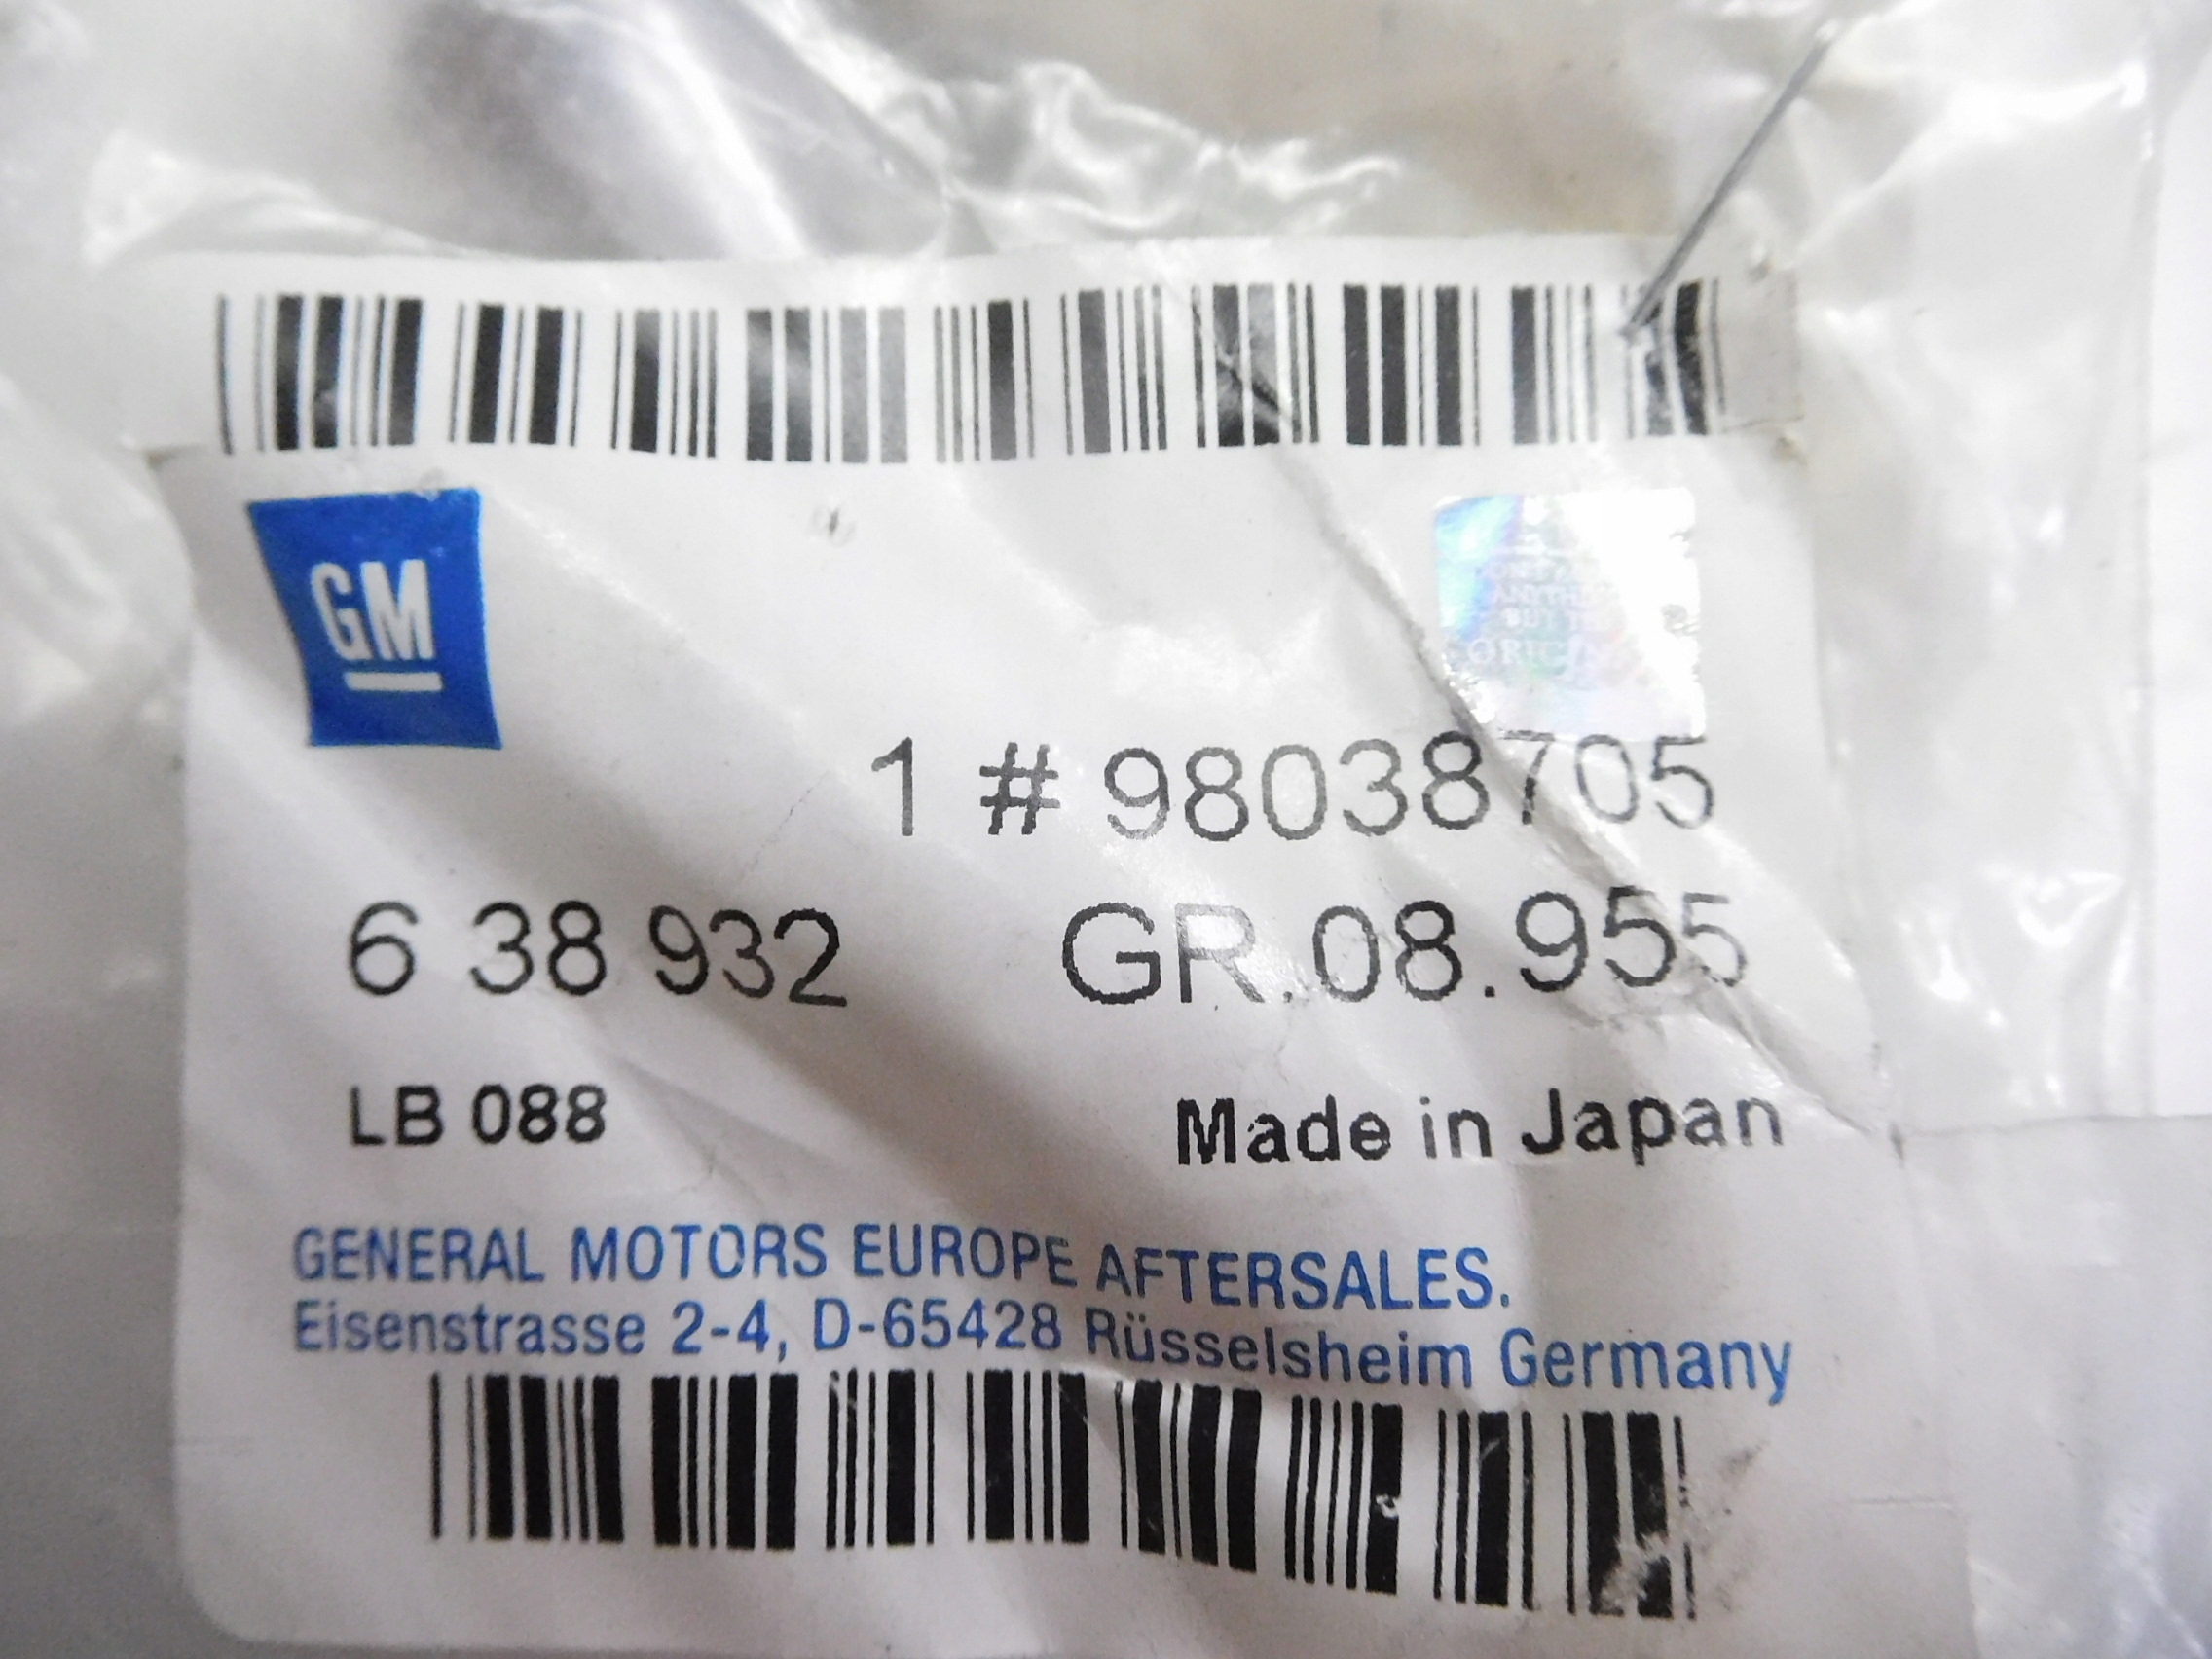 GM
1 # 98038705
6 38 932 GR.08.955
LB 088 Made in Japan
GENERAL MOTORS EUROPE AFTERSALES.
Eisenstrasse 2-4, D-65428 Rüsselsheim Germany